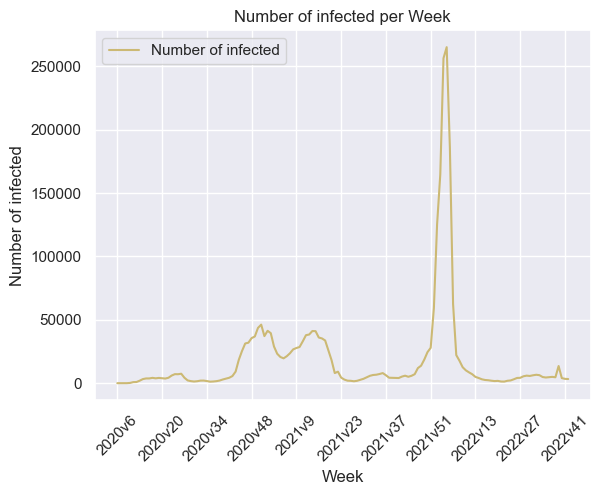 Number of infected per Week
Number of infected
250000
200000
150000
100000
50000
0
Number of infected
2020v6
2020v20
2020v34
2020v48
2021v9
2021v23
2021v37
2021v51
2022v13
2022v27
2022v41
Week